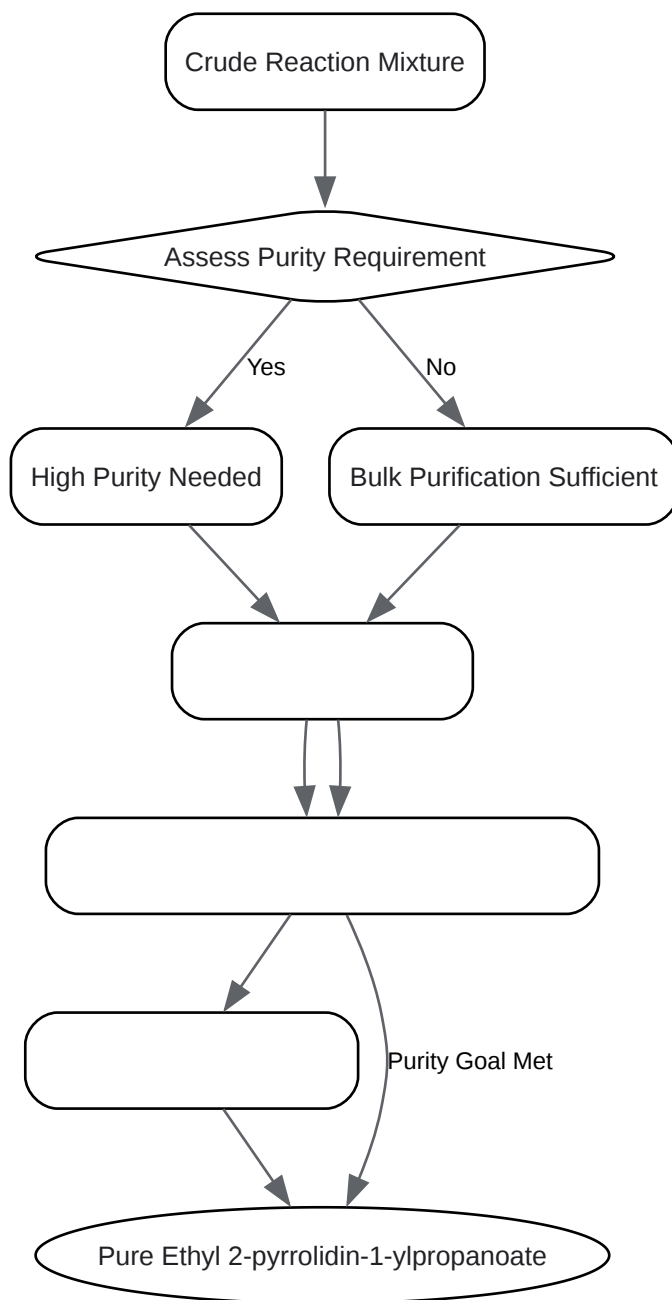 Crude Reaction Mixture
Assess Purity Requirement
Yes
No
High Purity Needed
Bulk Purification Sufficient
Purity Goal Met
Pure Ethyl 2-pyrrolidin-1-ylpropanoate